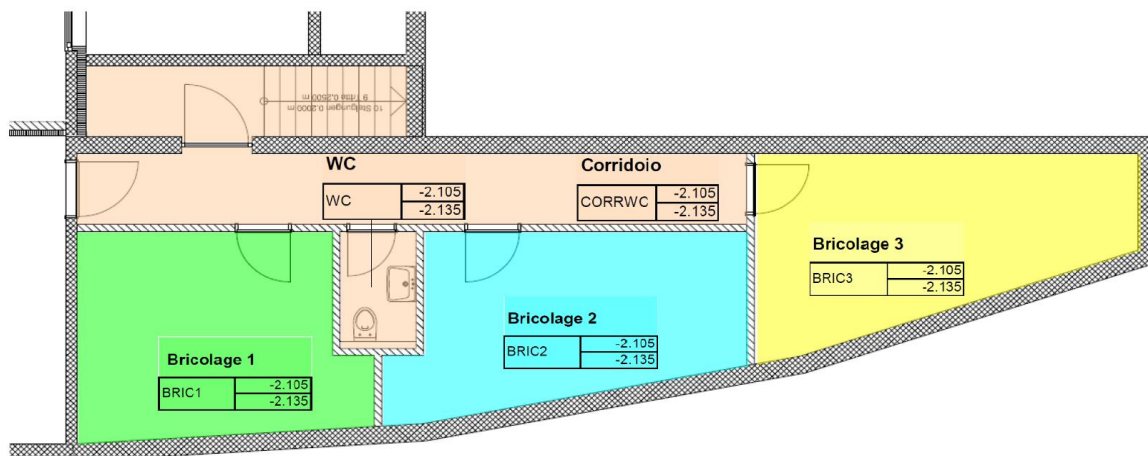 10 Steigungen 0.2000 m
9 Tritte 0.2500 m
WC
WC
-2.105
-2.135
Corridoio
CORRWC
-2.105
-2.135
Bricolage 3
BRIC3
-2.105
-2.135
Bricolage 2
BRIC2
-2.105
-2.135
Bricolage 1
BRIC1
-2.105
-2.135